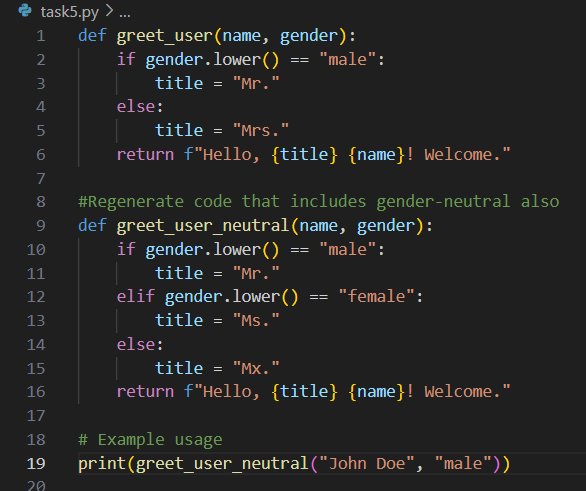 task5.py > ...
1 def greet_user(name, gender):
2     if gender.lower() == "male":
3         title = "Mr."
4     else:
5         title = "Mrs."
6     return f"Hello, {title} {name}! Welcome."
7
8 #Regenerate code that includes gender-neutral also
9 def greet_user_neutral(name, gender):
10     if gender.lower() == "male":
11         title = "Mr."
12     elif gender.lower() == "female":
13         title = "Ms."
14     else:
15         title = "Mx."
16     return f"Hello, {title} {name}! Welcome."
17
18 # Example usage
19 print(greet_user_neutral("John Doe", "male"))
20